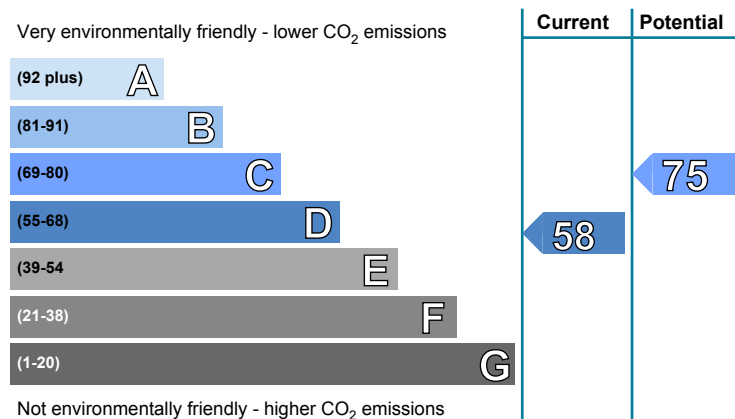 Current Potential
Very environmentally friendly - lower CO₂ emissions
(92 plus) A
(81-91) B
(69-80) C
75
(55-68) D
58
(39-54 E
(21-38) F
(1-20) G
Not environmentally friendly - higher CO₂ emissions